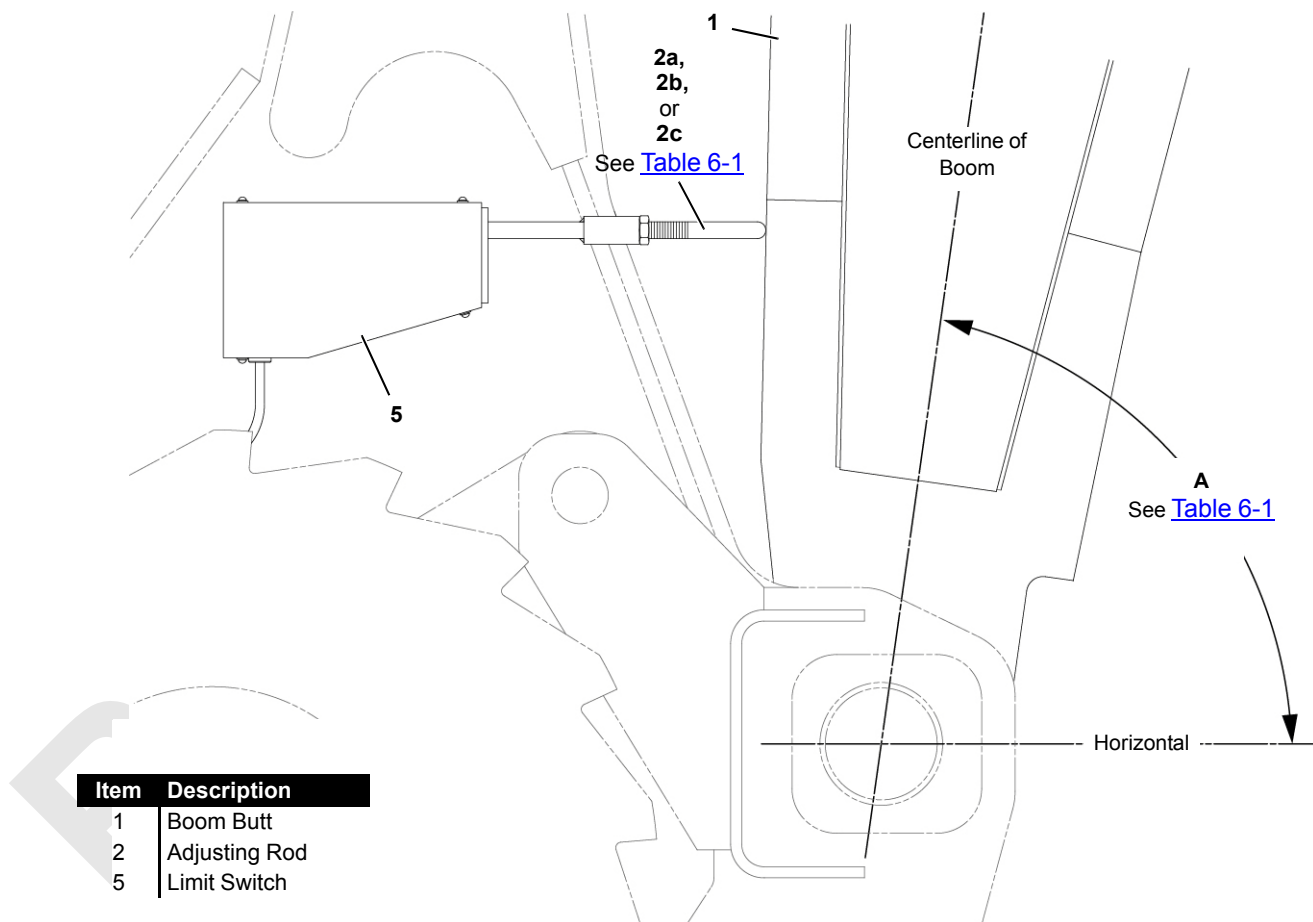 1
2a,
2b,
or
2c
See Table 6-1
Centerline of
Boom
5
A
See Table 6-1
Horizontal
Item Description
1 Boom Butt
2 Adjusting Rod
5 Limit Switch